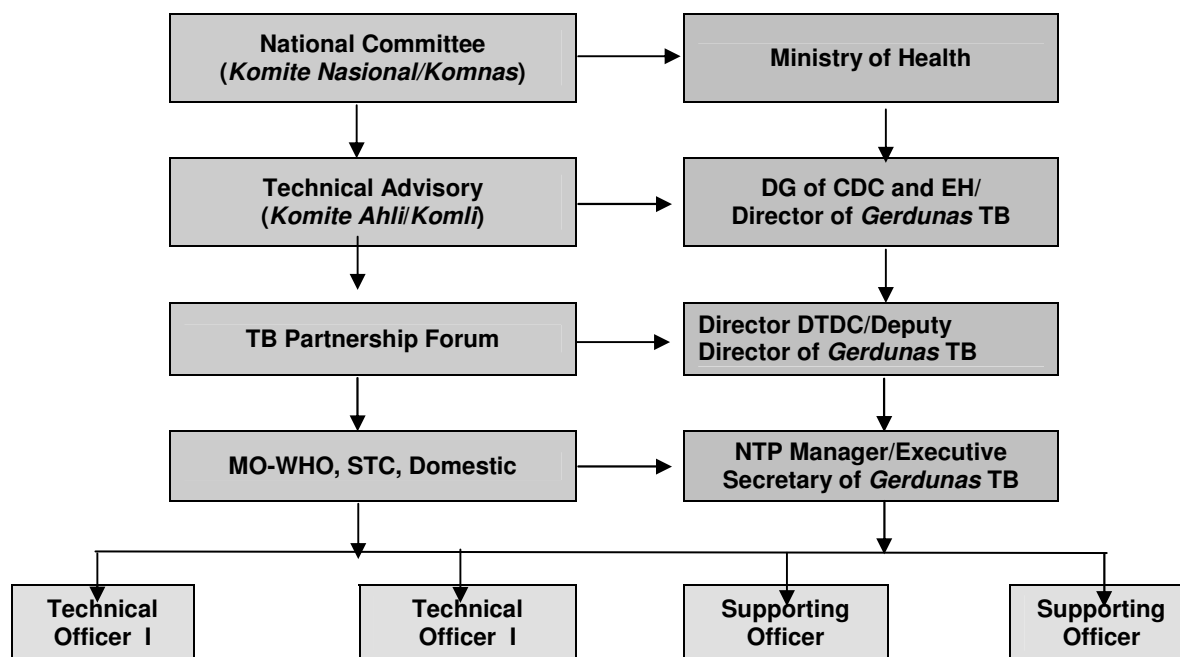 National Committee
(Komite Nasional/Komnas)
Ministry of Health
Technical Advisory
(Komite Ahli/Komli)
DG of CDC and EH/
Director of Gerdunas TB
TB Partnership Forum
Director DTDC/Deputy
Director of Gerdunas TB
MO-WHO, STC, Domestic
NTP Manager/Executive
Secretary of Gerdunas TB
Technical
Officer I
Technical
Officer I
Supporting
Officer
Supporting
Officer